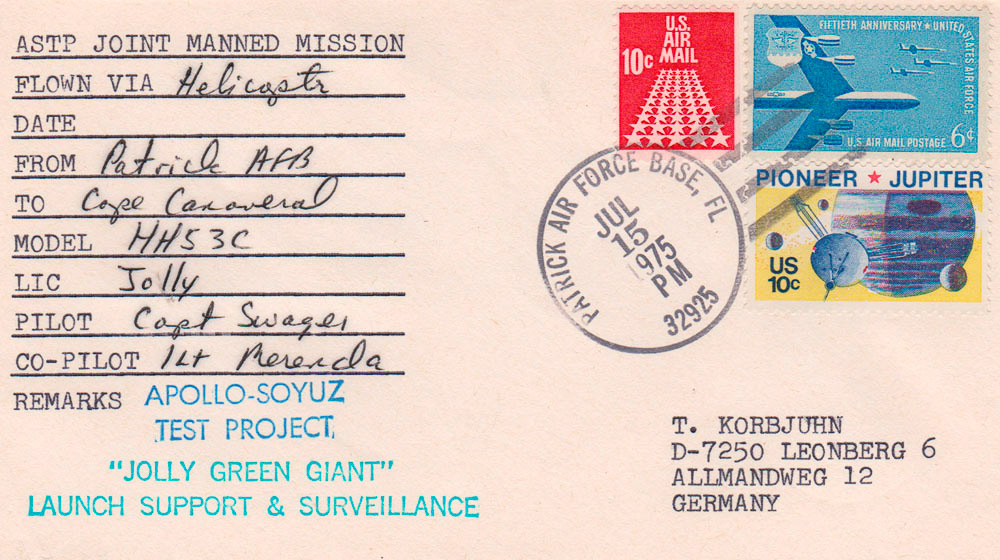 ASTP JOINT MANNED MISSION
FLOWN VIA Helicoptr
DATE
FROM Patrick AFB
TO Cape Canaveral
MODEL HH53C
LIC Jolly
PILOT Capt Swager
CO-PILOT 1Lt Merenda
REMARKS APOLLO-SOYUZ
TEST PROJECT
"JOLLY GREEN GIANT"
LAUNCH SUPPORT & SURVEILLANCE
U.S.
AIR
MAIL
10c
FIFTIETH ANNIVERSARY • UNITED STATES AIR FORCE
U.S. AIR MAIL POSTAGE 6¢
PIONEER ★ JUPITER
US
10c
PATRICK AIR FORCE BASE, FL
JUL
15
1975
PM
32925
T. KORBJUHN
D-7250 LEONBERG 6
ALLMANDWEG 12
GERMANY